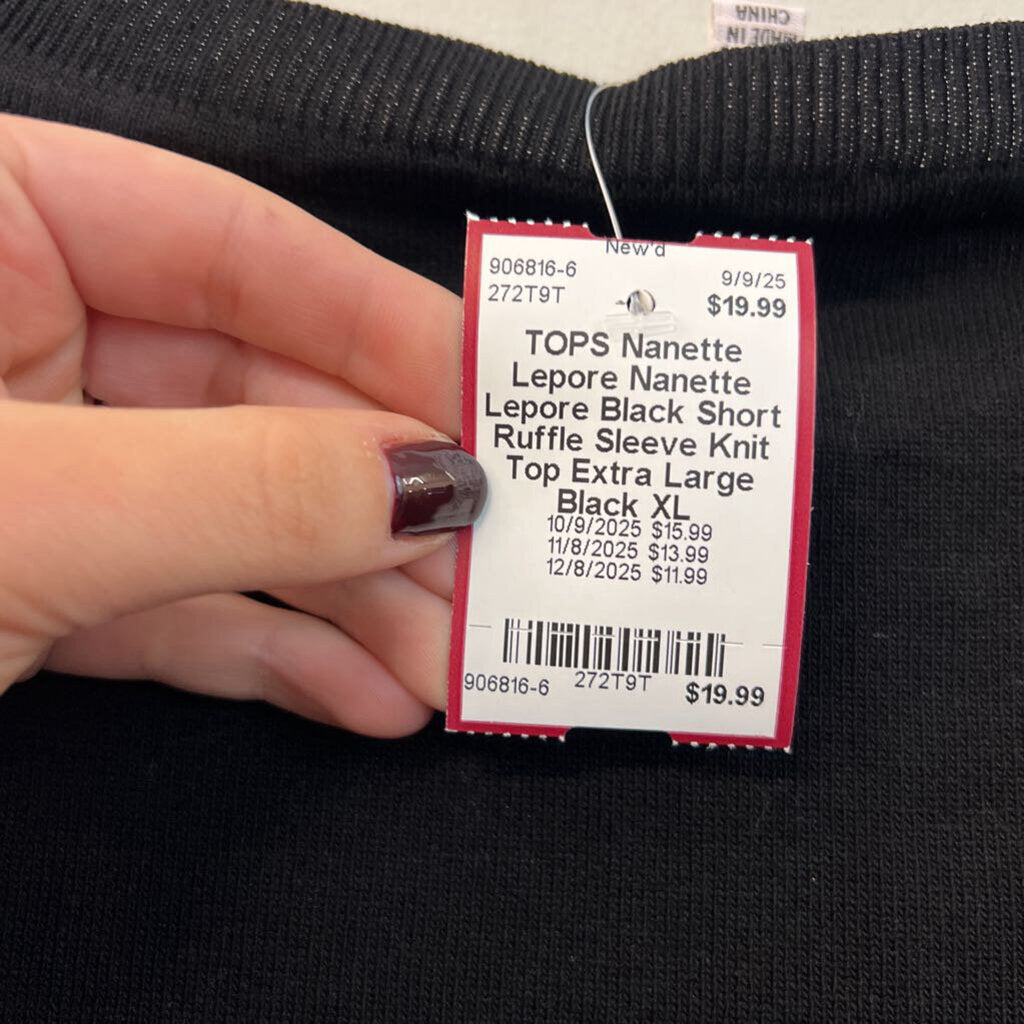 MADE IN
CHINA
New'd
906816-6 9/9/25
272T9T $19.99
TOPS Nanette
Lepore Nanette
Lepore Black Short
Ruffle Sleeve Knit
Top Extra Large
Black XL
10/9/2025 $15.99
11/8/2025 $13.99
12/8/2025 $11.99
906816-6 272T9T $19.99